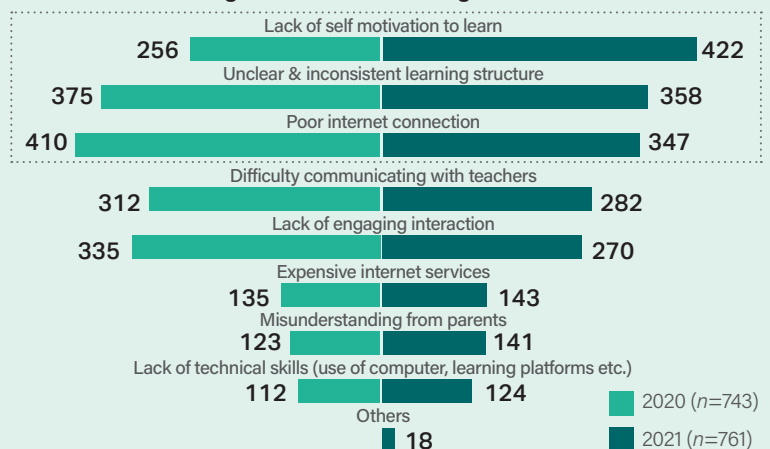 Lack of self motivation to learn
256 422
Unclear & inconsistent learning structure
375 358
Poor internet connection
410 347
Difficulty communicating with teachers
312 282
Lack of engaging interaction
335 270
Expensive internet services
135 143
Misunderstanding from parents
123 141
Lack of technical skills (use of computer, learning platforms etc.)
112 124
Others
18
2020 (n=743)
2021 (n=761)